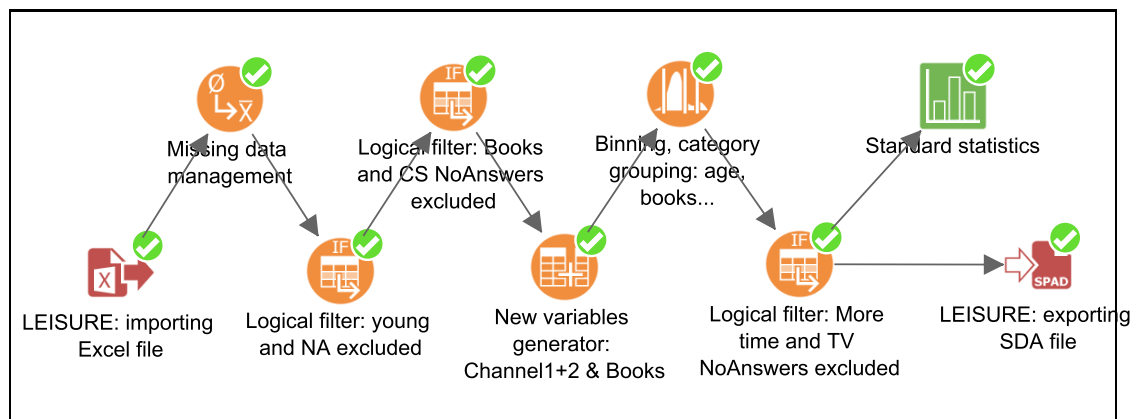 Ø
X
Missing data
management
IF
Logical filter: Books
and CS NoAnswers
excluded
Binning, category
grouping: age,
books...
Standard statistics
X
LEISURE: importing
Excel file
IF
Logical filter: young
and NA excluded
New variables
generator:
Channel1+2 & Books
IF
Logical filter: More
time and TV
NoAnswers excluded
SPAD
LEISURE: exporting
SDA file